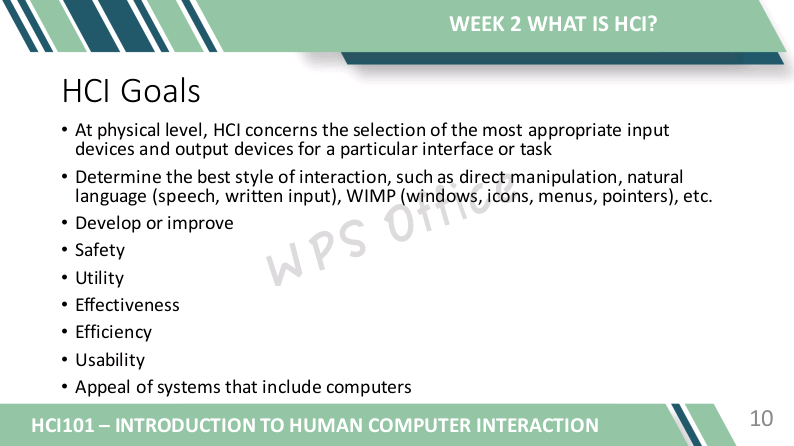 WEEK 2 WHAT IS HCI?
HCI Goals
• At physical level, HCI concerns the selection of the most appropriate input
devices and output devices for a particular interface or task
• Determine the best style of interaction, such as direct manipulation, natural
language (speech, written input), WIMP (windows, icons, menus, pointers), etc.
• Develop or improve
• Safety
• Utility
• Effectiveness
• Efficiency
• Usability
• Appeal of systems that include computers
WPS Office
HCI101 – INTRODUCTION TO HUMAN COMPUTER INTERACTION
10